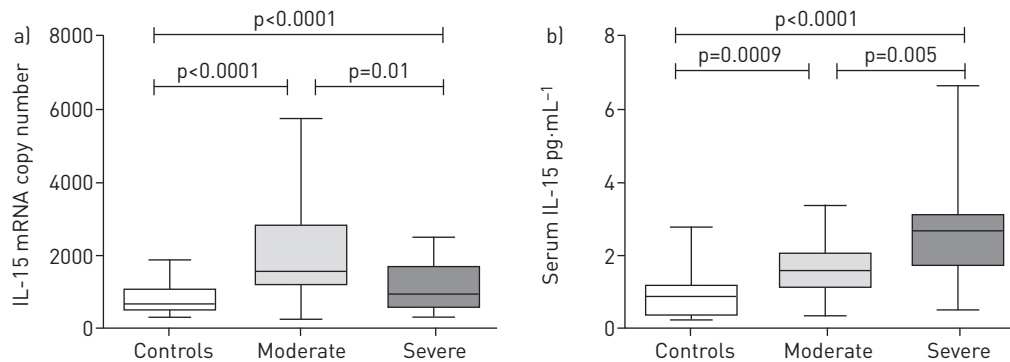 a)
IL-15 mRNA copy number
8000
6000
4000
2000
0
p<0.0001
p<0.0001
p=0.01
Controls
Moderate
Severe
b)
Serum IL-15 pg·mL⁻¹
8
6
4
2
0
p<0.0001
p=0.0009
p=0.005
Controls
Moderate
Severe